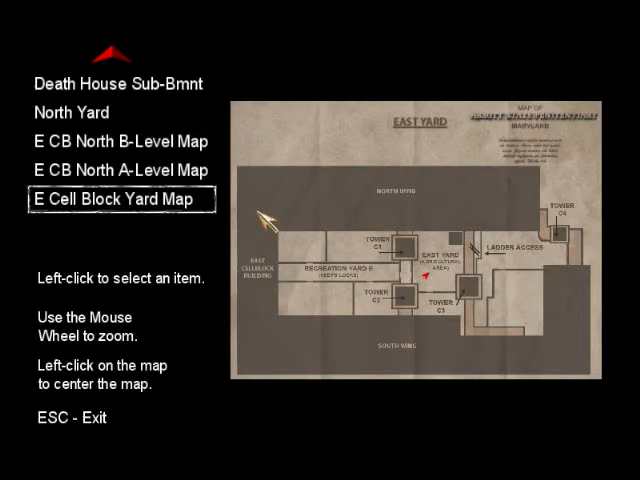 Death House Sub-Bmnt
North Yard
E CB North B-Level Map
E CB North A-Level Map
E Cell Block Yard Map
Left-click to select an item.
Use the Mouse
Wheel to zoom.
Left-click on the map
to center the map.
ESC - Exit
EAST YARD
MAP OF
ABBOTT STATE PENITENTIARY
MARYLAND
NORTH WING
TOWER
C4
TOWER
C1
EAST YARD
(AGRICULTURAL
AREA)
LADDER ACCESS
EAST
CELLBLOCK
BUILDING
RECREATION YARD E
TOWER
C2
TOWER
C3
SOUTH WING